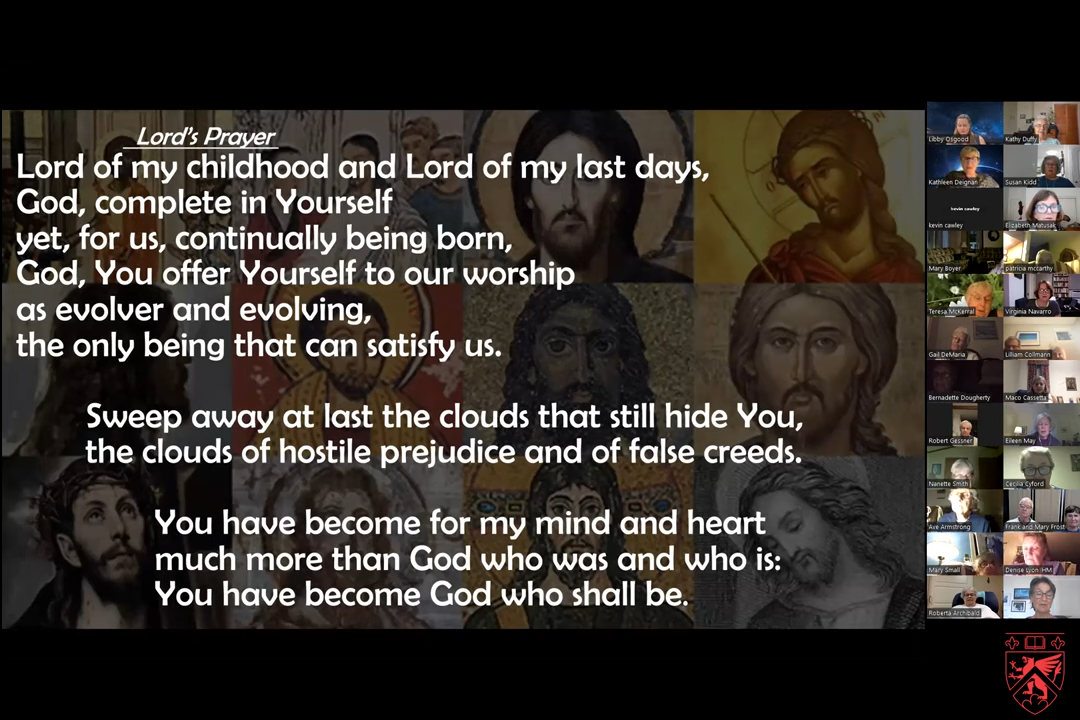 Lord's Prayer
Lord of my childhood and Lord of my last days,
God, complete in Yourself
yet, for us, continually being born,
God, You offer Yourself to our worship
as evolver and evolving,
the only being that can satisfy us.
Sweep away at last the clouds that still hide You,
the clouds of hostile prejudice and of false creeds.
You have become for my mind and heart
much more than God who was and who is:
You have become God who shall be.
Libby Osgood
Kathy Duffy
Kathleen Deignan
Susan Kidd
kevin cawley
kevin cawley
Elizabeth Matusak
Mary Boyer
patricia mccarthy
Teresa McKerral
Virginia Navarro
Gail DeMaria
Lilliam Collmann
Bernadette Dougherty
Maco Cassetta
Robert Gessner
Eileen May
Nanette Smith
Cecilia Cyford
Ave Armstrong
Frank and Mary Frost
Mary Small
Denise Lyon IHM
Roberta Archibald